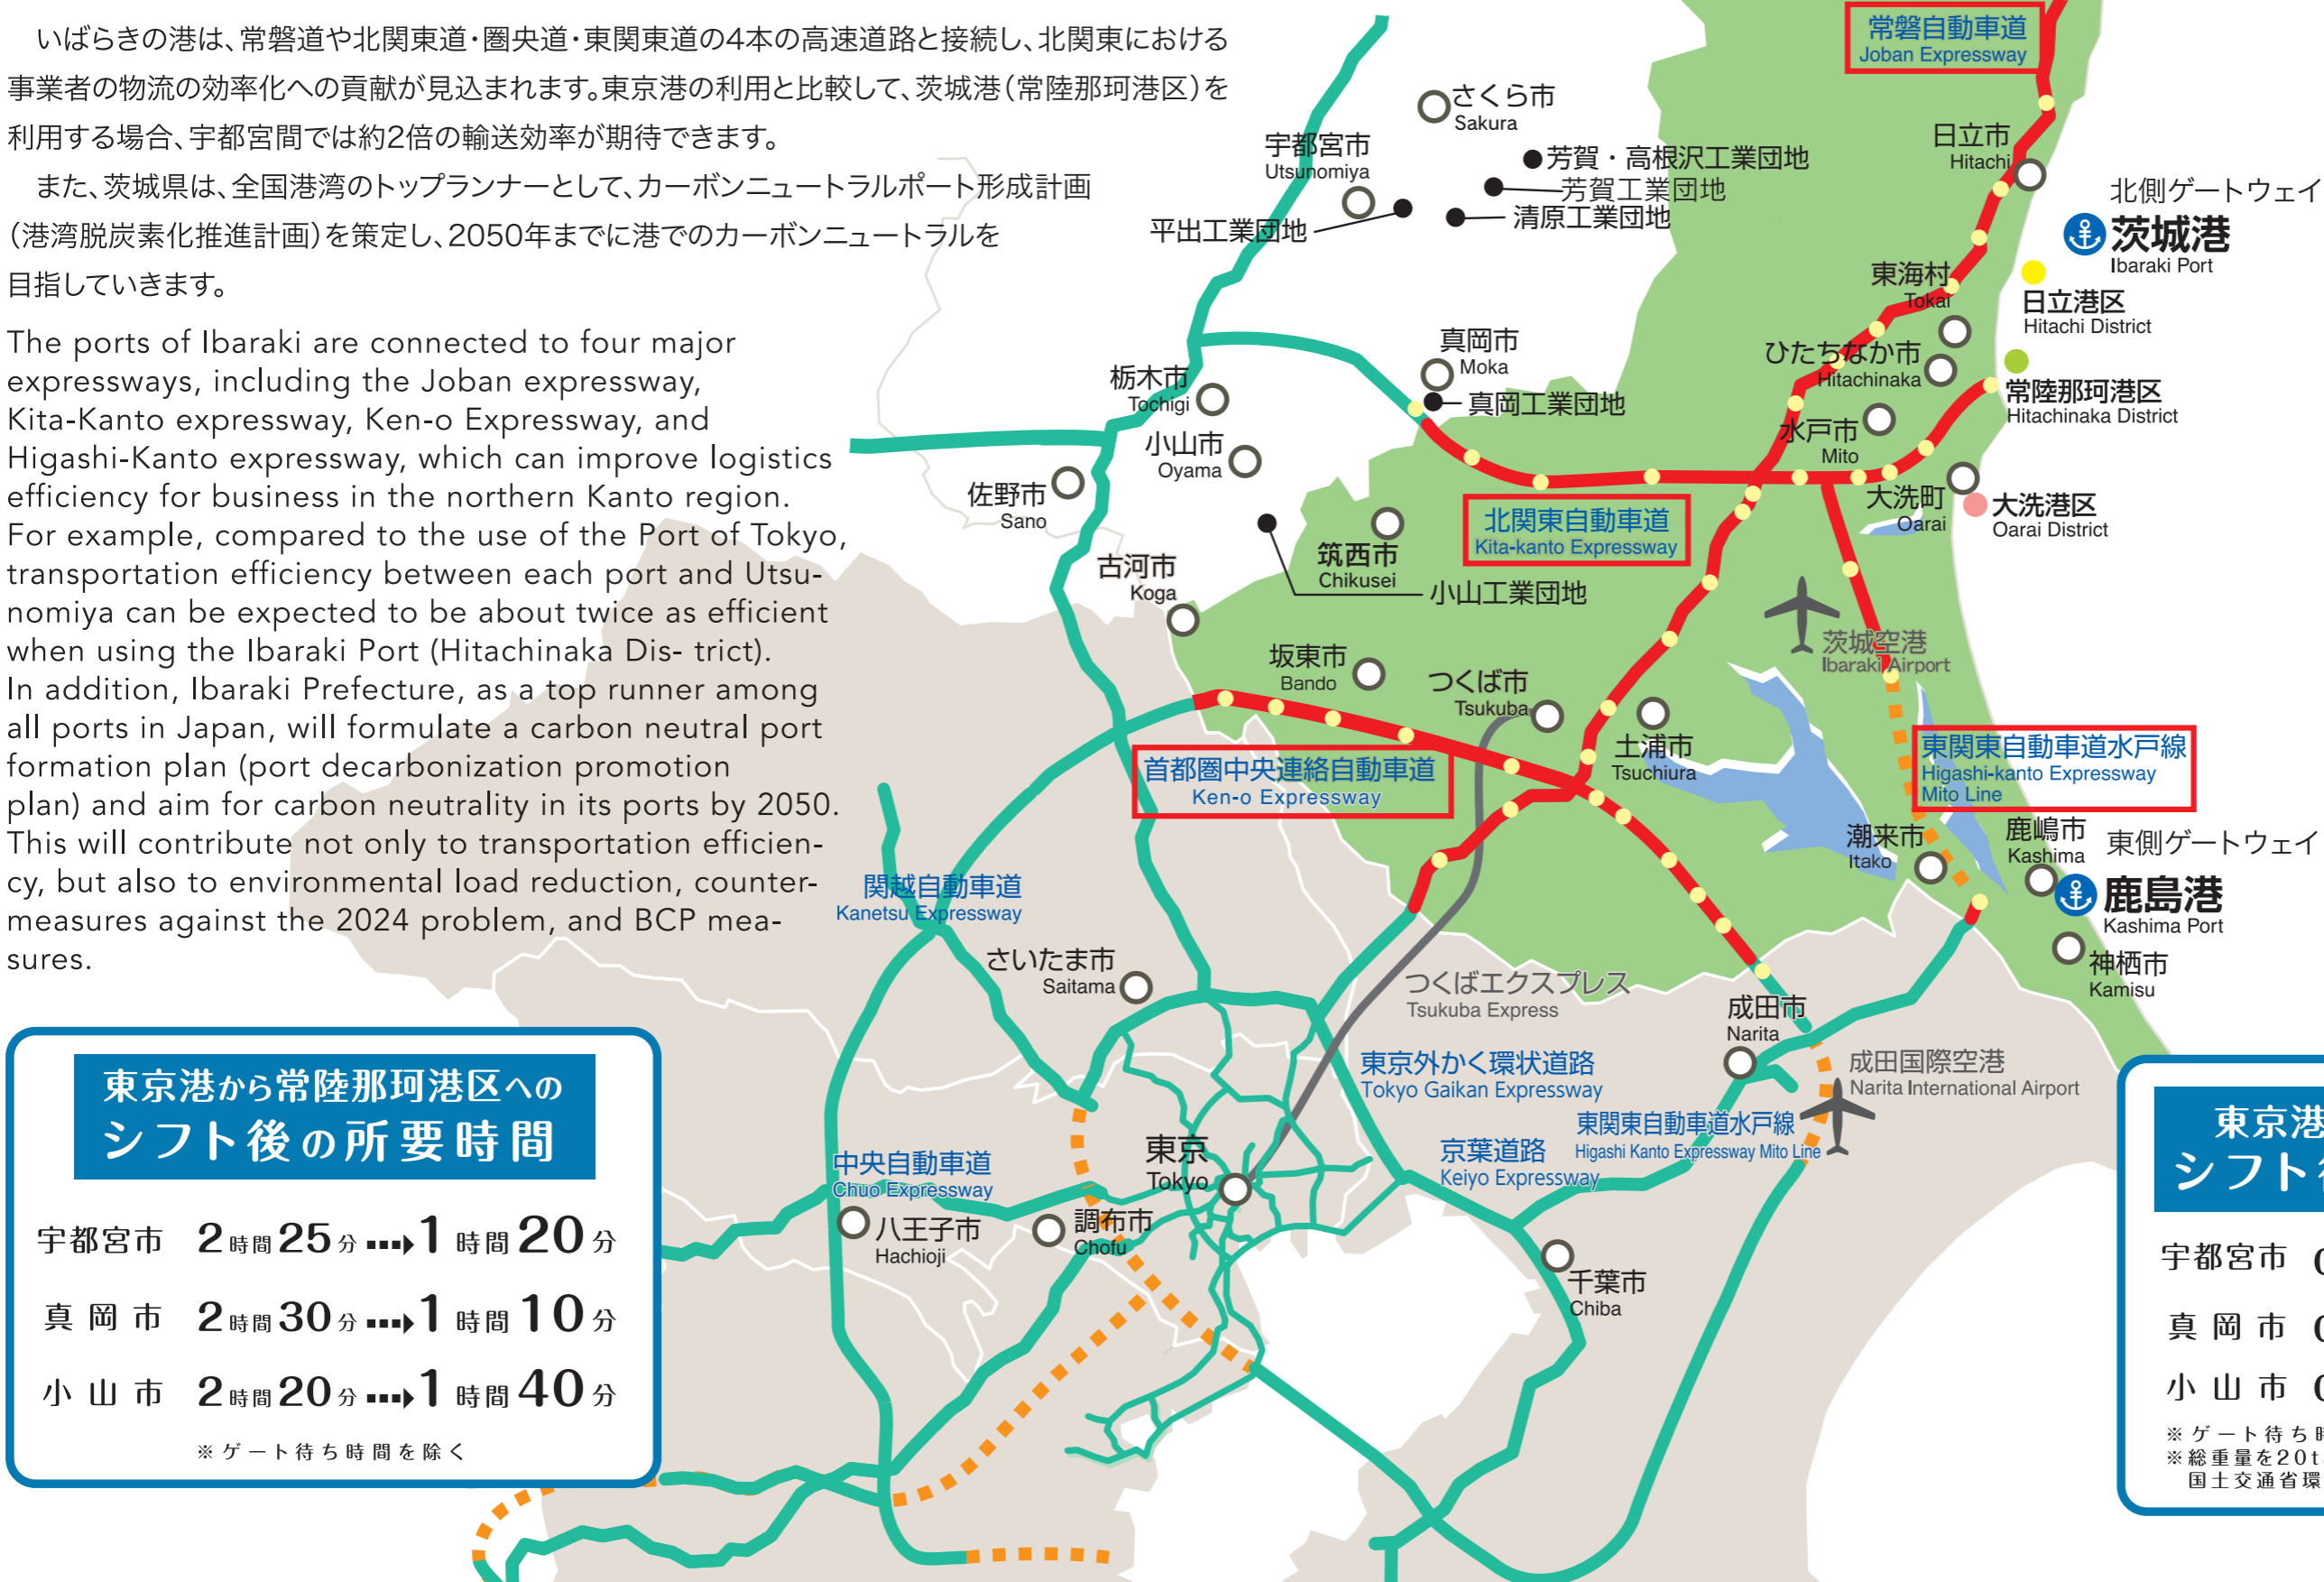 いばらきの港は、常磐道や北関東道・圏央道・東関東道の4本の高速道路と接続し、北関東における
事業者の物流の効率化への貢献が見込まれます。東京港の利用と比較して、茨城港（常陸那珂港区）を
利用する場合、宇都宮間では約2倍の輸送効率が期待できます。
また、茨城県は、全国港湾のトップランナーとして、カーボンニュートラルポート形成計画
（港湾脱炭素化推進計画）を策定し、2050年までに港でのカーボンニュートラルを
目指していきます。
The ports of Ibaraki are connected to four major
expressways, including the Joban expressway,
Kita-Kanto expressway, Ken-o Expressway, and
Higashi-Kanto expressway, which can improve logistics
efficiency for business in the northern Kanto region.
For example, compared to the use of the Port of Tokyo,
transportation efficiency between each port and Utsu-
nomiya can be expected to be about twice as efficient
when using the Ibaraki Port (Hitachinaka Dis- trict).
In addition, Ibaraki Prefecture, as a top runner among
all ports in Japan, will formulate a carbon neutral port
formation plan (port decarbonization promotion
plan) and aim for carbon neutrality in its ports by 2050.
This will contribute not only to transportation efficien-
cy, but also to environmental load reduction, counter-
measures against the 2024 problem, and BCP mea-
sures.
常磐自動車道
Joban Expressway
さくら市
Sakura
宇都宮市
Utsunomiya
芳賀・高根沢工業団地
芳賀工業団地
清原工業団地
平出工業団地
日立市
Hitachi
北側ゲートウェイ
茨城港
Ibaraki Port
東海村
Tokai
日立港区
Hitachi District
ひたちなか市
Hitachinaka
常陸那珂港区
Hitachinaka District
真岡市
Moka
真岡工業団地
栃木市
Tochigi
小山市
Oyama
水戸市
Mito
佐野市
Sano
大洗町
Oarai
大洗港区
Oarai District
北関東自動車道
Kita-kanto Expressway
筑西市
Chikusei
小山工業団地
古河市
Koga
茨城空港
Ibaraki Airport
坂東市
Bando
つくば市
Tsukuba
土浦市
Tsuchiura
首都圏中央連絡自動車道
Ken-o Expressway
東関東自動車道水戸線
Higashi-kanto Expressway
Mito Line
潮来市
Itako
鹿嶋市
Kashima
東側ゲートウェイ
鹿島港
Kashima Port
神栖市
Kamisu
関越自動車道
Kanetsu Expressway
さいたま市
Saitama
つくばエクスプレス
Tsukuba Express
成田市
Narita
成田国際空港
Narita International Airport
東京外かく環状道路
Tokyo Gaikan Expressway
東関東自動車道水戸線
Higashi Kanto Expressway Mito Line
京葉道路
Keiyo Expressway
東京
Tokyo
中央自動車道
Chuo Expressway
八王子市
Hachioji
調布市
Chofu
千葉市
Chiba
東京港から常陸那珂港区への
シフト後の所要時間
宇都宮市 2時間25分 1時間20分
真岡市 2時間30分 1時間10分
小山市 2時間20分 1時間40分
※ゲート待ち時間を除く
東京港
シフト
宇都宮市
真岡市
小山市
※ゲート待ち
※総重量を20t
国土交通省環